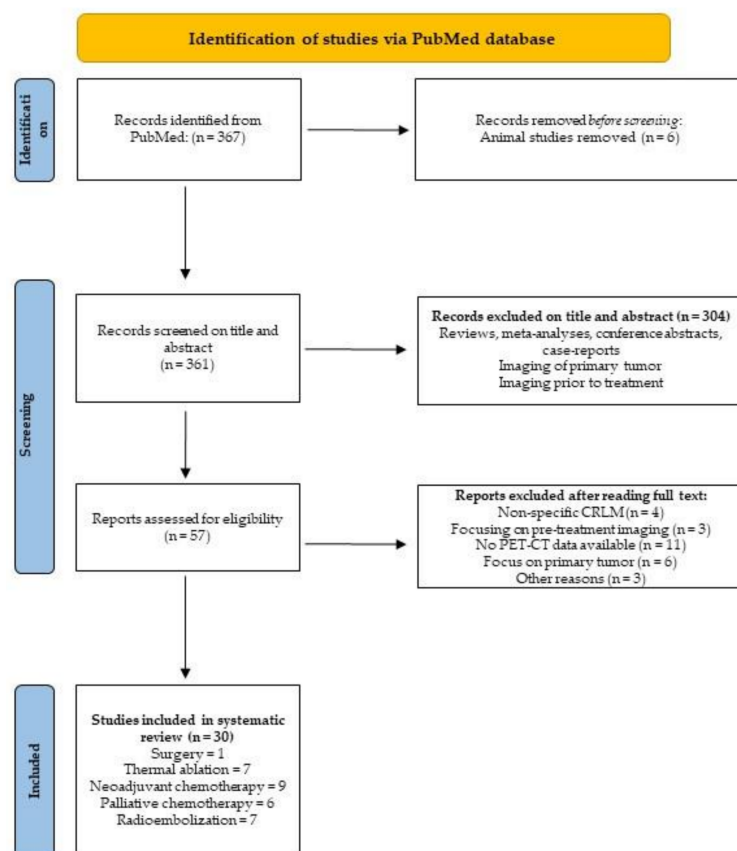 Identification of studies via PubMed database
Identificati
on
Records identified from
PubMed: (n = 367)
Records removed before screening:
Animal studies removed (n = 6)
Screening
Records screened on title and
abstract
(n = 361)
Records excluded on title and abstract (n = 304)
Reviews, meta-analyses, conference abstracts,
case-reports
Imaging of primary tumor
Imaging prior to treatment
Reports assessed for eligibility
(n = 57)
Reports excluded after reading full text:
Non-specific CRLM (n = 4)
Focusing on pre-treatment imaging (n = 3)
No PET-CT data available (n = 11)
Focus on primary tumor (n = 6)
Other reasons (n = 3)
Included
Studies included in systematic
review (n = 30)
Surgery = 1
Thermal ablation = 7
Neoadjuvant chemotherapy = 9
Palliative chemotherapy = 6
Radioembolization = 7